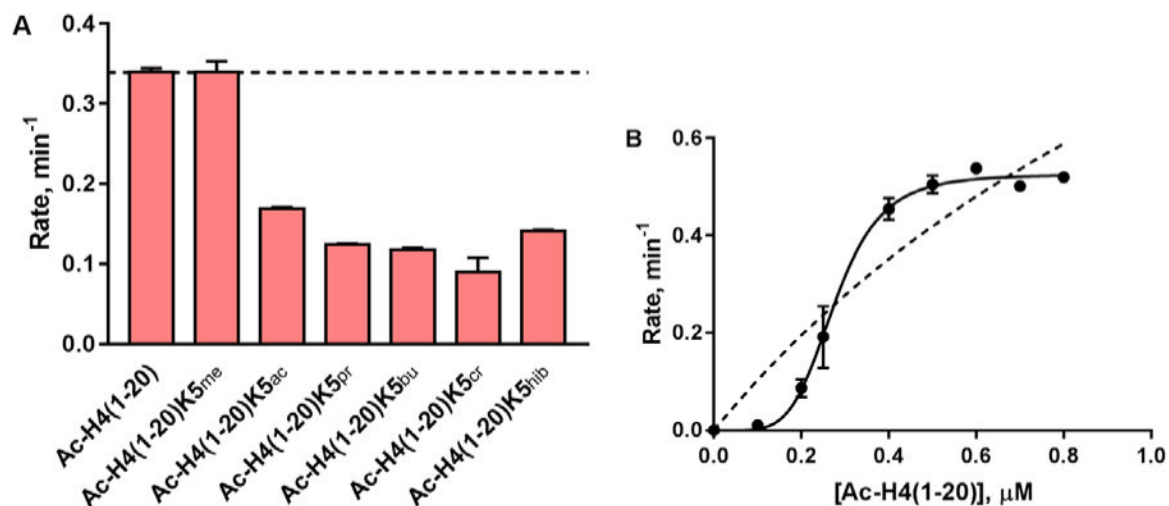 A
Rate, min-1
0.4
0.3
0.2
0.1
0.0
Ac-H4(1-20)
Ac-H4(1-20)K5me
Ac-H4(1-20)K5ac
Ac-H4(1-20)K5pr
Ac-H4(1-20)K5bu
Ac-H4(1-20)K5cr
Ac-H4(1-20)K5hib
B
Rate, min-1
0.6
0.4
0.2
0.0
0.0 0.2 0.4 0.6 0.8 1.0
[Ac-H4(1-20)], μM